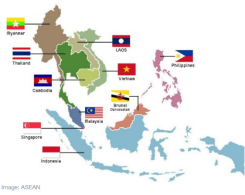 Myanmar
LAOS
Thailand
Vietnam
Philippines
Cambodia
Brunei
Darussalam
Malaysia
Singapore
Indonesia
Image: ASEAN